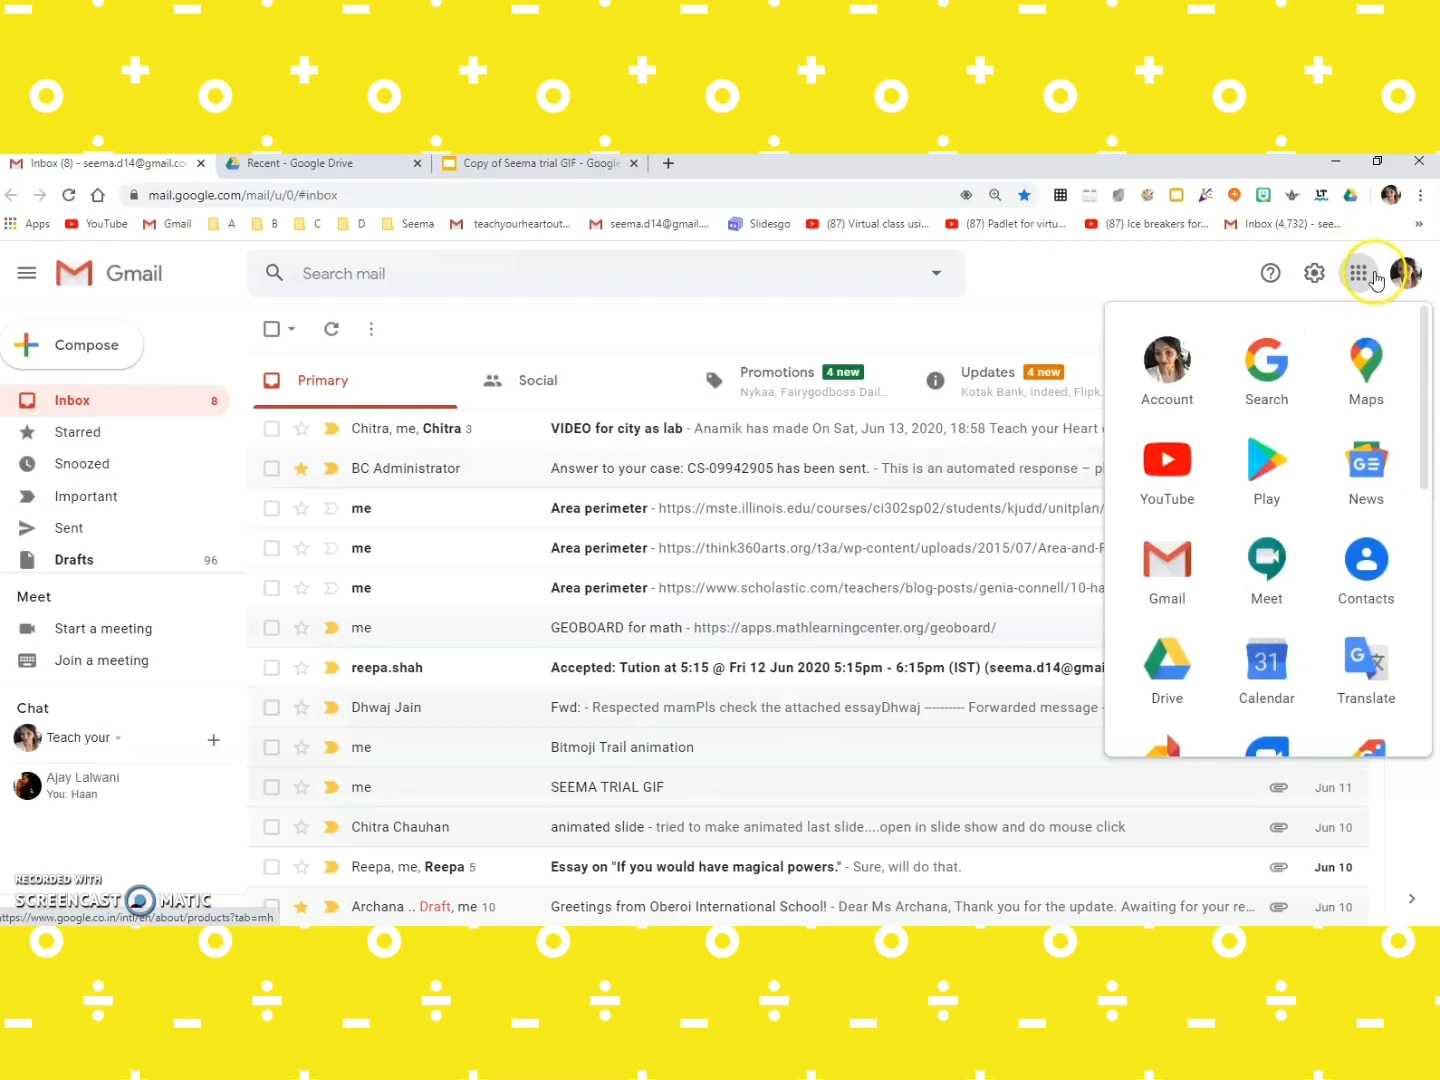 Inbox (8) - seema.d14@gmail.co
Recent - Google Drive
Copy of Seema trial GIF - Google
mail.google.com/mail/u/0/#inbox
Apps
YouTube
Gmail
A
B
C
D
Seema
teachyourheartout...
seema.d14@gmail....
Slidesgo
(87) Virtual class usi...
(87) Padlet for virtu...
(87) Ice breakers for...
Inbox (4,732) - see...
»
Gmail
Search mail
Compose
Primary
Social
Promotions 4 new
Nykaa, Fairygodboss Dail...
Updates 4 new
Kotak Bank, Indeed, Flipk.
Inbox 8
Starred
Snoozed
Important
Sent
Drafts 96
Meet
Start a meeting
Join a meeting
Chat
Teach your
Ajay Lalwani
You: Haan
Chitra, me, Chitra 3 VIDEO for city as lab - Anamik has made On Sat, Jun 13, 2020, 18:58 Teach your Heart
BC Administrator Answer to your case: CS-09942905 has been sent. - This is an automated response – p
me Area perimeter - https://mste.illinois.edu/courses/ci302sp02/students/kjudd/unitplan/
me Area perimeter - https://think360arts.org/t3a/wp-content/uploads/2015/07/Area-and-P
me Area perimeter - https://www.scholastic.com/teachers/blog-posts/genia-connell/10-ha
me GEOBOARD for math - https://apps.mathlearningcenter.org/geoboard/
reepa.shah Accepted: Tution at 5:15 @ Fri 12 Jun 2020 5:15pm - 6:15pm (IST) (seema.d14@gmai
Dhwaj Jain Fwd: - Respected mamPls check the attached essayDhwaj ---------- Forwarded message -
me Bitmoji Trail animation
me SEEMA TRIAL GIF Jun 11
Chitra Chauhan animated slide - tried to make animated last slide....open in slide show and do mouse click Jun 10
Reepa, me, Reepa 5 Essay on "If you would have magical powers." - Sure, will do that. Jun 10
Archana .. Draft, me 10 Greetings from Oberoi International School! - Dear Ms Archana, Thank you for the update. Awaiting for your re... Jun 10
Account
Search
Maps
YouTube
Play
News
Gmail
Meet
Contacts
Drive
Calendar
31
Translate
RECORDED WITH
SCREENCAST MATIC
https://www.google.co.in/intl/en/about/products?tab=mh